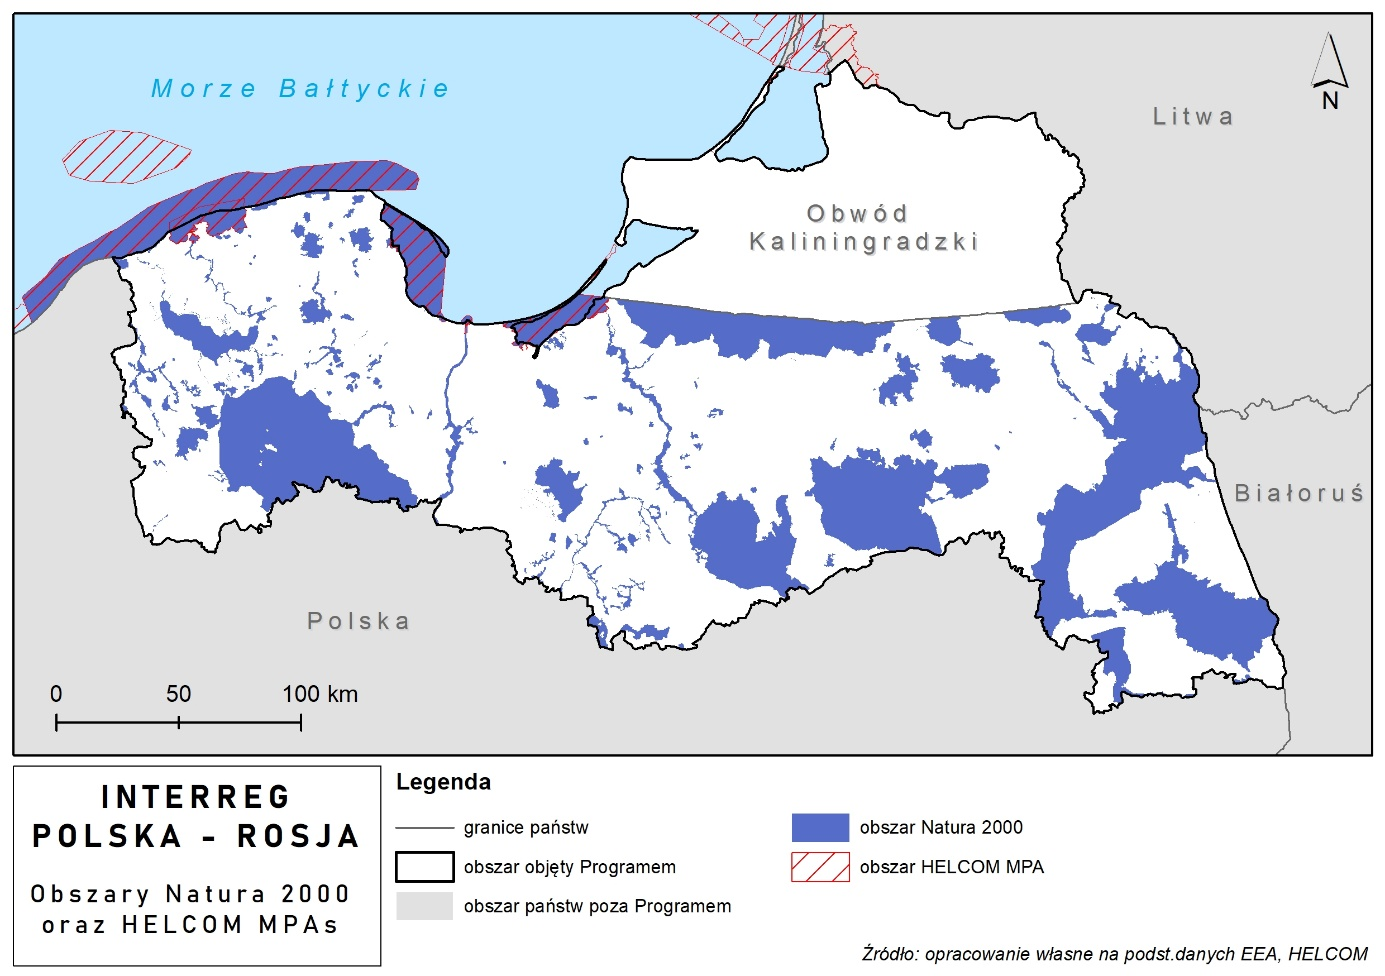 Morze Bałtyckie
N
Litwa
Obwód
Kaliningradzki
Białoruś
Polska
0 50 100 km
INTERREG
POLSKA - ROSJA
Obszary Natura 2000
oraz HELCOM MPAs
Legenda
granice państw
obszar objęty Programem
obszar państw poza Programem
obszar Natura 2000
obszar HELCOM MPA
Źródło: opracowanie własne na podst.danych EEA, HELCOM